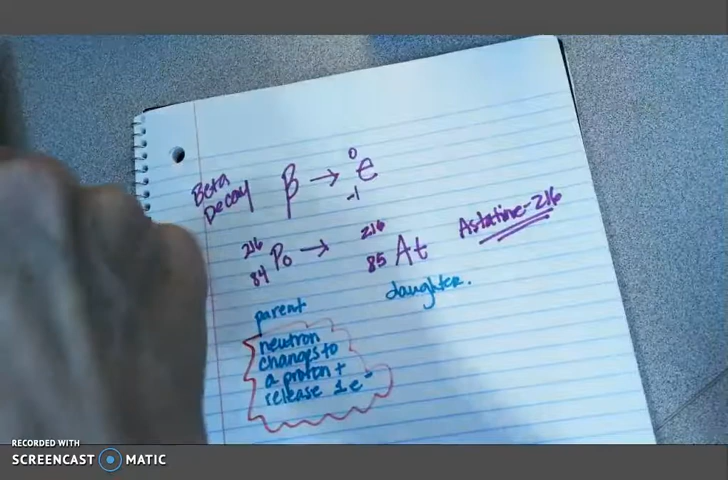 Beta
Decay β → 0 e -1
216 84 Po → 216 85 At Astatine-216
parent
daughter.
neutron
changes to
a proton +
release 1 e-
RECORDED WITH
SCREENCAST MATIC